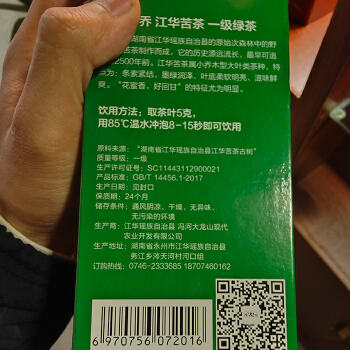 乔 江华苦茶 一级绿茶
湖南省江华瑶族自治县的原始次森林中的野
苦茶制作而成，它的历史源远流长，最早可追
2500年前。江华苦茶属小乔木型大叶类茶种，特
为：条索紧结、墨绿润泽、叶底柔软明亮、滋味鲜
爽。“花蜜香，好回甘”的特征尤为明显。
饮用方法：取茶叶5克，
用85℃温水冲泡8-15秒即可饮用
原料来源：“湖南省江华瑶族自治县江华苦茶古树”
质量等级：一级
生产许可证号：SC11443112900021
产品标准：GB/T 14456.1-2017
生产日期：见封口
保质期：24个月
储存条件：通风阴凉、干燥、无异味、
无污染的环境
生产商：江华瑶族自治县 冯河大龙山现代
农业开发有限公司
生产地址：湖南省永州市江华瑶族自治县
务江乡涔天河村河口组
订购热线：0746-2333685 18707460162
6 970756 072016